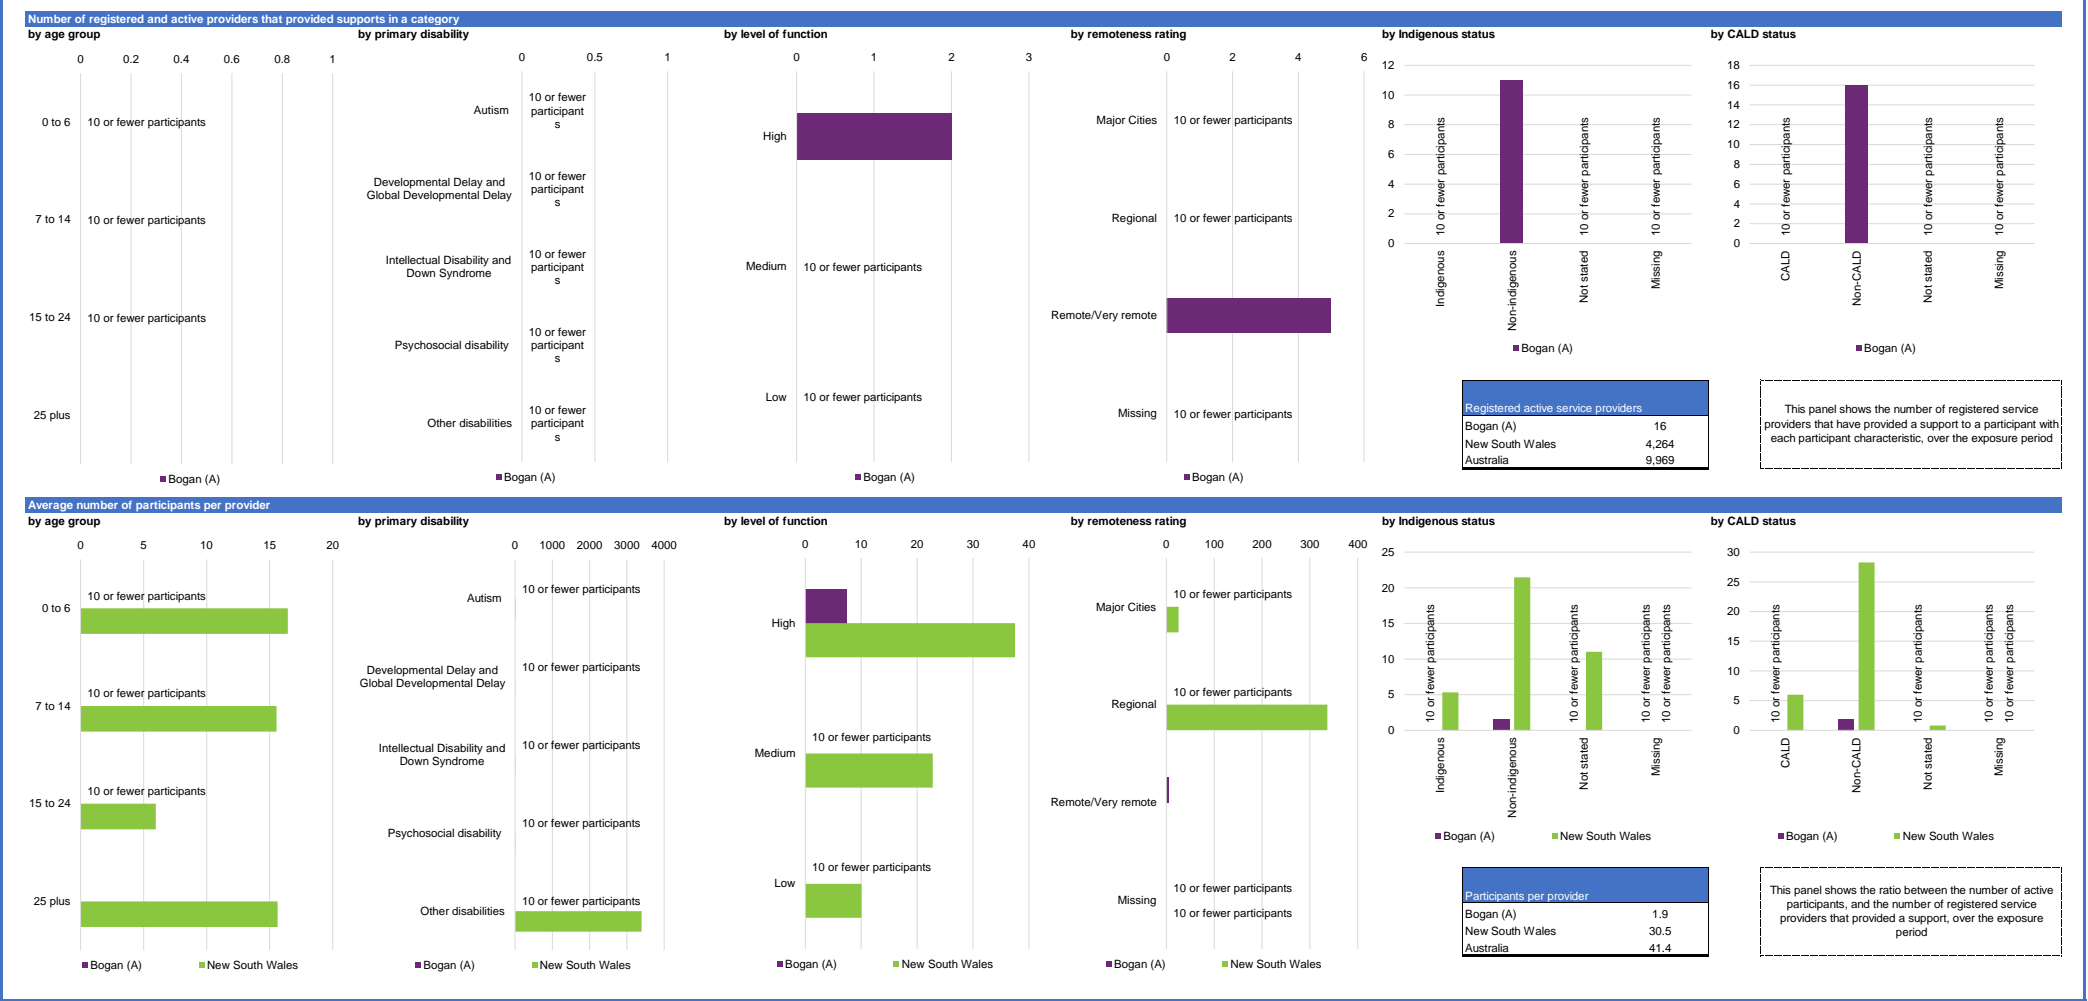 Number of registered and active providers that provided supports in a category
by age group
0 0.2 0.4 0.6 0.8 1
0 to 6 10 or fewer participants
7 to 14 10 or fewer participants
15 to 24 10 or fewer participants
25 plus
Bogan (A)
by primary disability
0 0.5 1
Autism
10 or fewer
participant
s
Developmental Delay and
Global Developmental Delay
10 or fewer
participant
s
Intellectual Disability and
Down Syndrome
10 or fewer
participant
s
Psychosocial disability
10 or fewer
participant
s
Other disabilities
10 or fewer
participant
s
Bogan (A)
by level of function
0 1 2 3
High
Medium 10 or fewer participants
Low 10 or fewer participants
Bogan (A)
by remoteness rating
0 2 4 6
Major Cities 10 or fewer participants
Regional 10 or fewer participants
Remote/Very remote
Missing 10 or fewer participants
Bogan (A)
by Indigenous status
12
10
8
6
4
2
0
10 or fewer participants
10 or fewer participants
10 or fewer participants
Indigenous
Non-indigenous
Not stated
Missing
Bogan (A)
by CALD status
18
16
14
12
10
8
6
4
2
0
10 or fewer participants
10 or fewer participants
10 or fewer participants
CALD
Non-CALD
Not stated
Missing
Bogan (A)
Registered active service providers
Bogan (A) 16
New South Wales 4,264
Australia 9,969
This panel shows the number of registered service
providers that have provided a support to a participant with
each participant characteristic, over the exposure period
Average number of participants per provider
by age group
0 5 10 15 20
10 or fewer participants
0 to 6
10 or fewer participants
7 to 14
10 or fewer participants
15 to 24
25 plus
Bogan (A) New South Wales
by primary disability
0 1000 2000 3000 4000
10 or fewer participants
Autism
10 or fewer participants
Developmental Delay and
Global Developmental Delay
10 or fewer participants
Intellectual Disability and
Down Syndrome
10 or fewer participants
Psychosocial disability
10 or fewer participants
Other disabilities
Bogan (A) New South Wales
by level of function
0 10 20 30 40
High
10 or fewer participants
Medium
10 or fewer participants
Low
Bogan (A) New South Wales
by remoteness rating
0 100 200 300 400
10 or fewer participants
Major Cities
10 or fewer participants
Regional
Remote/Very remote
10 or fewer participants
Missing
10 or fewer participants
Bogan (A) New South Wales
by Indigenous status
25
20
15
10
5
0
10 or fewer participants
10 or fewer participants
10 or fewer participants
10 or fewer participants
Indigenous
Non-indigenous
Not stated
Missing
Bogan (A) New South Wales
by CALD status
30
25
20
15
10
5
0
10 or fewer participants
10 or fewer participants
10 or fewer participants
10 or fewer participants
CALD
Non-CALD
Not stated
Missing
Bogan (A) New South Wales
Participants per provider
Bogan (A) 1.9
New South Wales 30.5
Australia 41.4
This panel shows the ratio between the number of active
participants, and the number of registered service
providers that provided a support, over the exposure
period